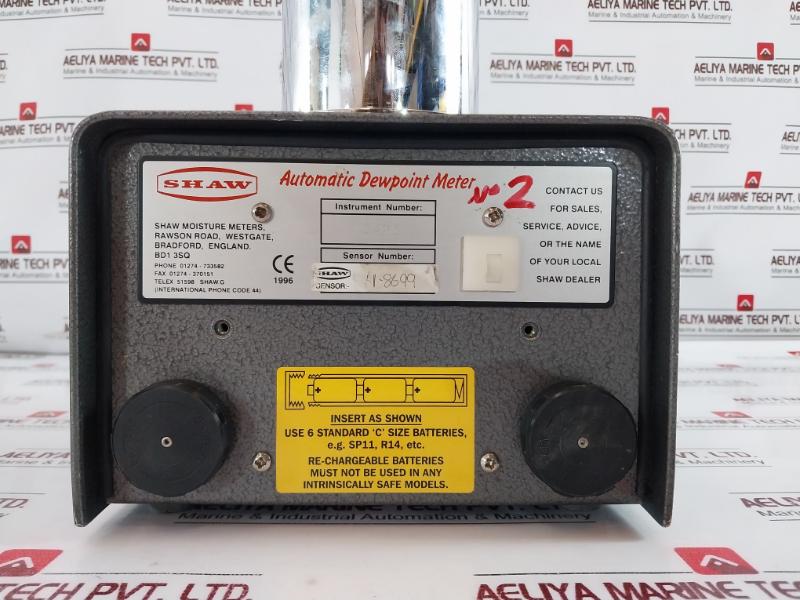 SHAW
Automatic Dewpoint Meter
No 2
SHAW MOISTURE METERS,
RAWSON ROAD, WESTGATE,
BRADFORD, ENGLAND.
BD1 3SQ
PHONE 01274 - 733582
FAX 01274 - 370151
TELEX 51598 SHAW.G
(INTERNATIONAL PHONE CODE 44)
CE
1996
Instrument Number:
Sensor Number:
SHAW
SENSOR:-
CONTACT US
FOR SALES,
SERVICE, ADVICE,
OR THE NAME
OF YOUR LOCAL
SHAW DEALER
+ + +
INSERT AS SHOWN
USE 6 STANDARD 'C' SIZE BATTERIES,
e.g. SP11, R14, etc.
RE-CHARGEABLE BATTERIES
MUST NOT BE USED IN ANY
INTRINSICALLY SAFE MODELS.
AELIYA MARINE TECH PVT. LTD.
Marine & Industrial Automation & Machinery